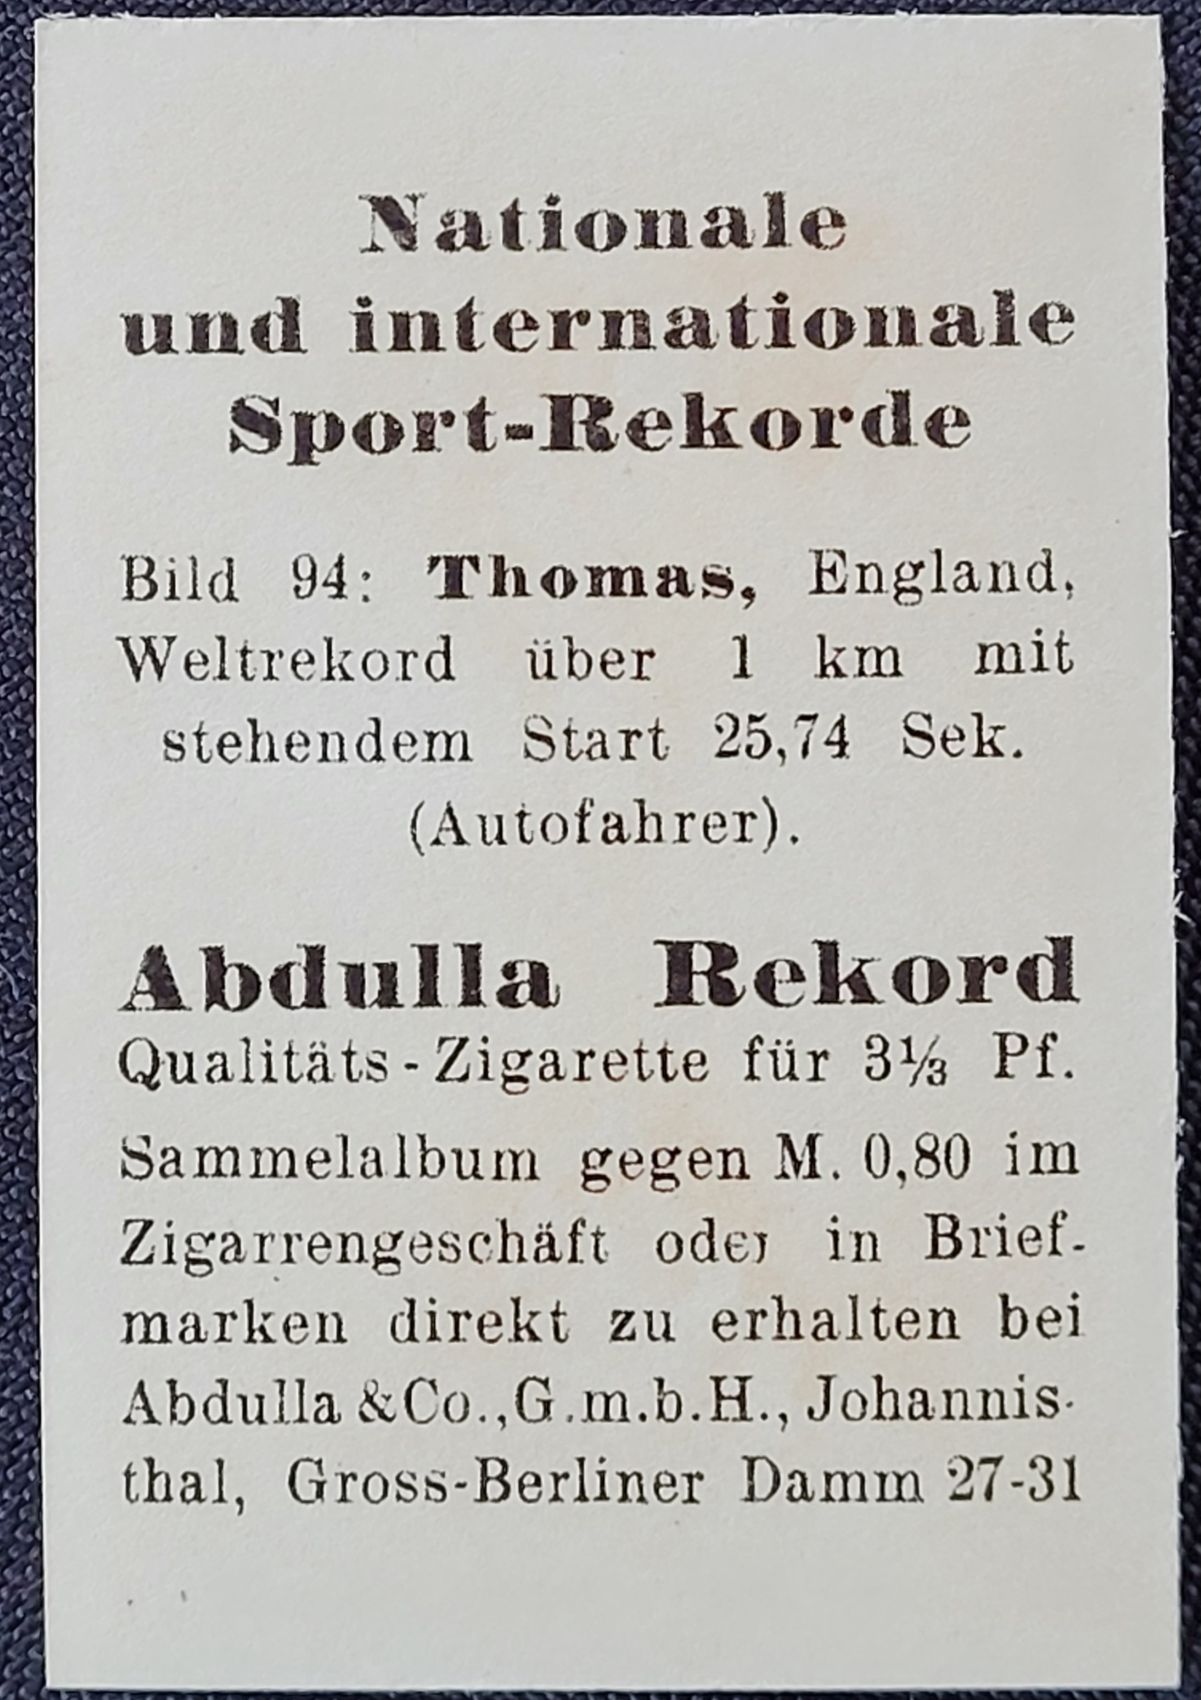 Nationale
und internationale
Sport-Rekorde
Bild 94: Thomas, England,
Weltrekord über 1 km mit
stehendem Start 25,74 Sek.
(Autofahrer).
Abdulla Rekord
Qualitäts-Zigarette für 3⅓ Pf.
Sammelalbum gegen M. 0,80 im
Zigarrengeschäft oder in Brief-
marken direkt zu erhalten bei
Abdulla &Co.,G.m.b.H., Johannis-
thal, Gross-Berliner Damm 27-31